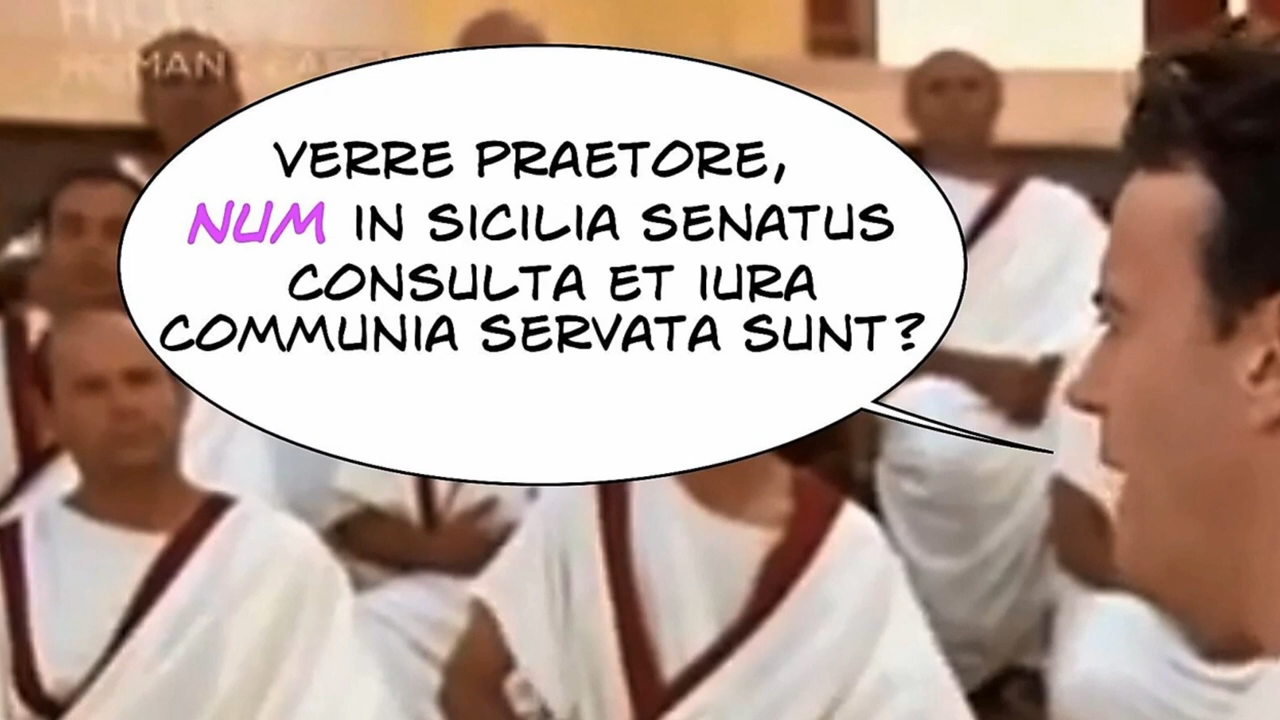 VERRE PRAETORE,
NUM IN SICILIA SENATUS
CONSULTA ET IURA
COMMUNIA SERVATA SUNT?